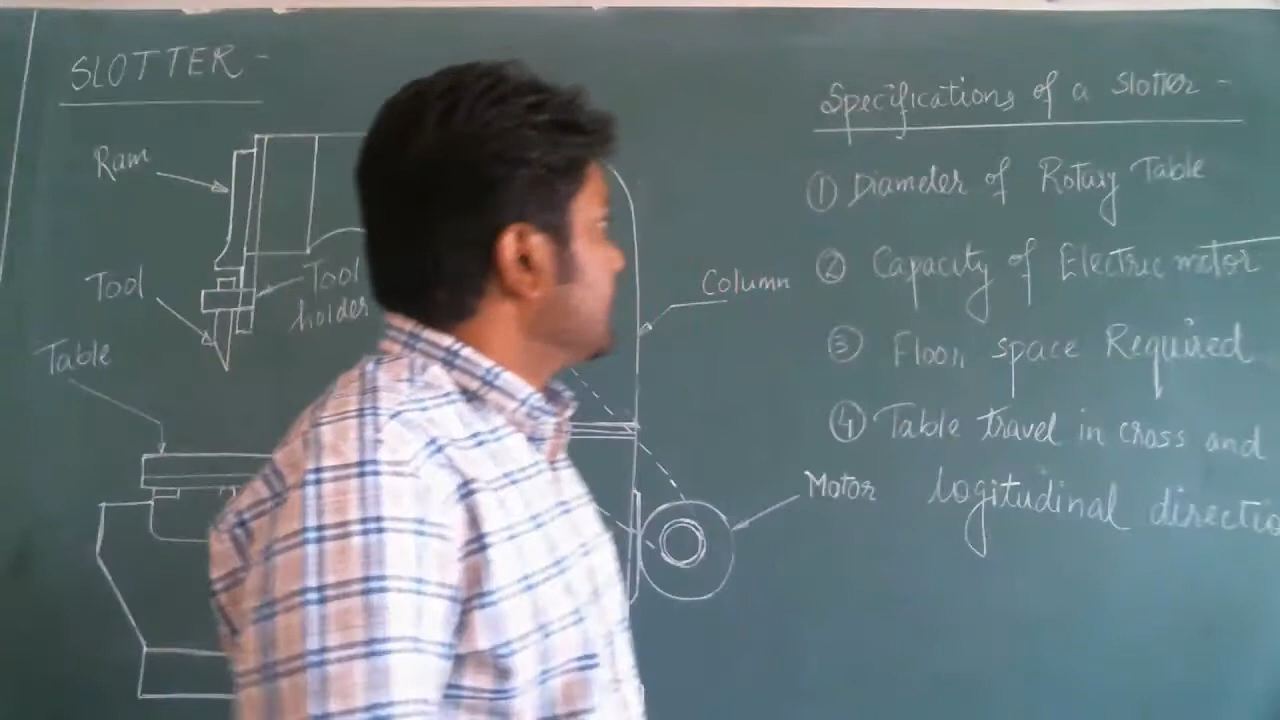 SLOTTER -
Ram
Tool
Tool
holder
Table
Column
Motor
Specifications of a slotter -
① Diameter of Rotary Table
② Capacity of Electric motor
③ Floor space Required
④ Table travel in cross and
logitudinal directio